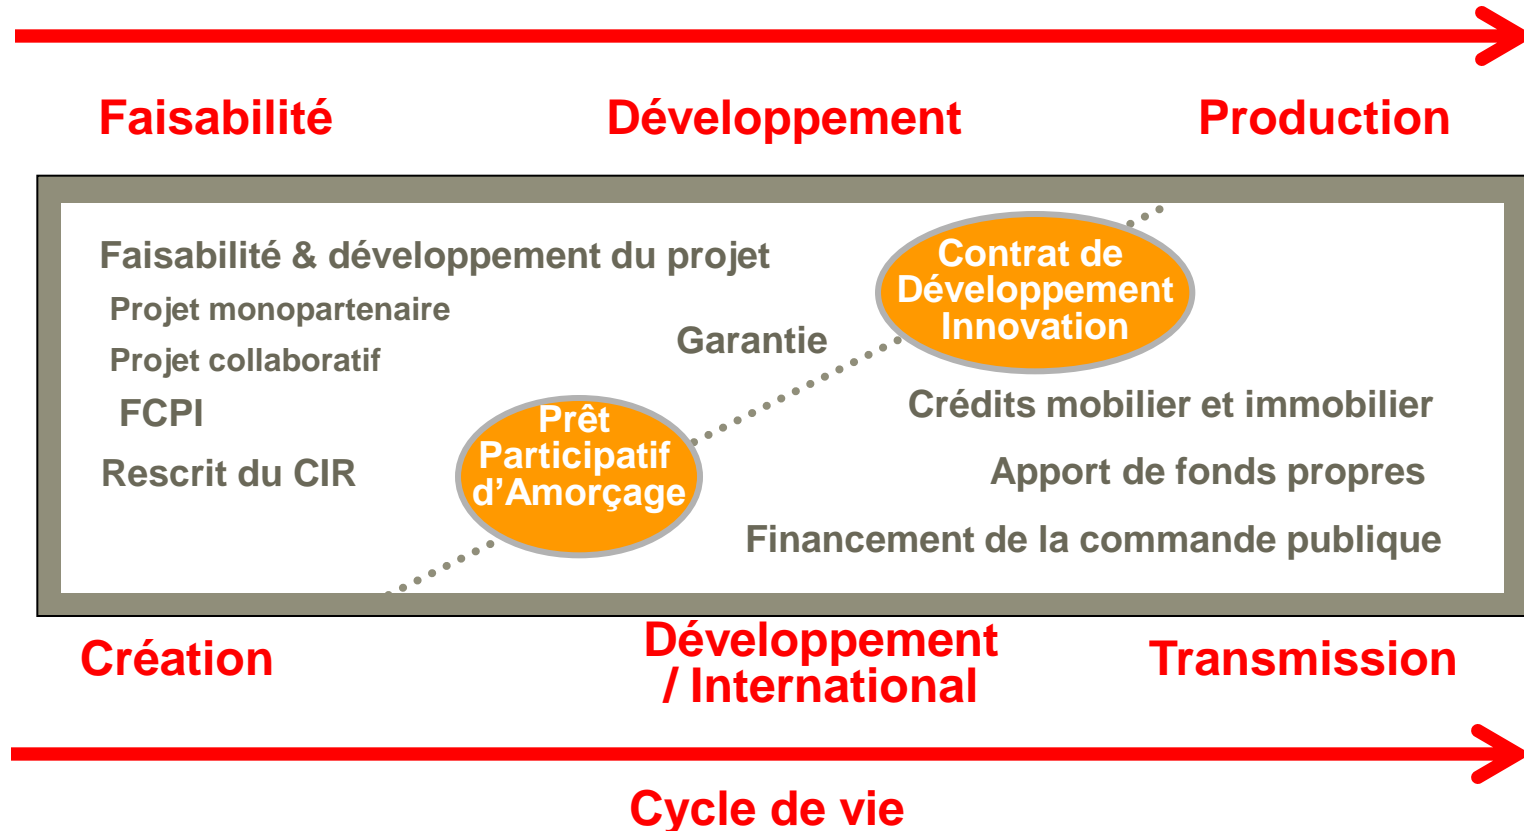 Faisabilité
Développement
Production
Faisabilité & développement du projet
Projet monopartenaire
Projet collaboratif
FCPI
Rescrit du CIR
Prêt
Participatif
d’Amorçage
Garantie
Contrat de
Développement
Innovation
Crédits mobilier et immobilier
Apport de fonds propres
Financement de la commande publique
Création
Développement
/ International
Transmission
Cycle de vie